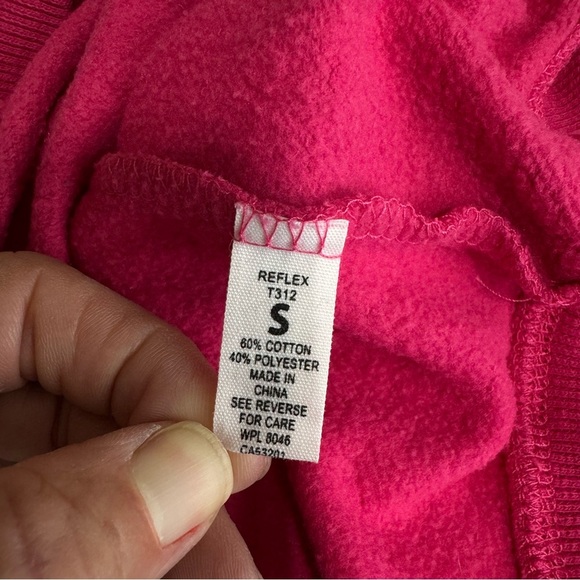 REFLEX
T312
S
60% COTTON
40% POLYESTER
MADE IN
CHINA
SEE REVERSE
FOR CARE
WPL 8046